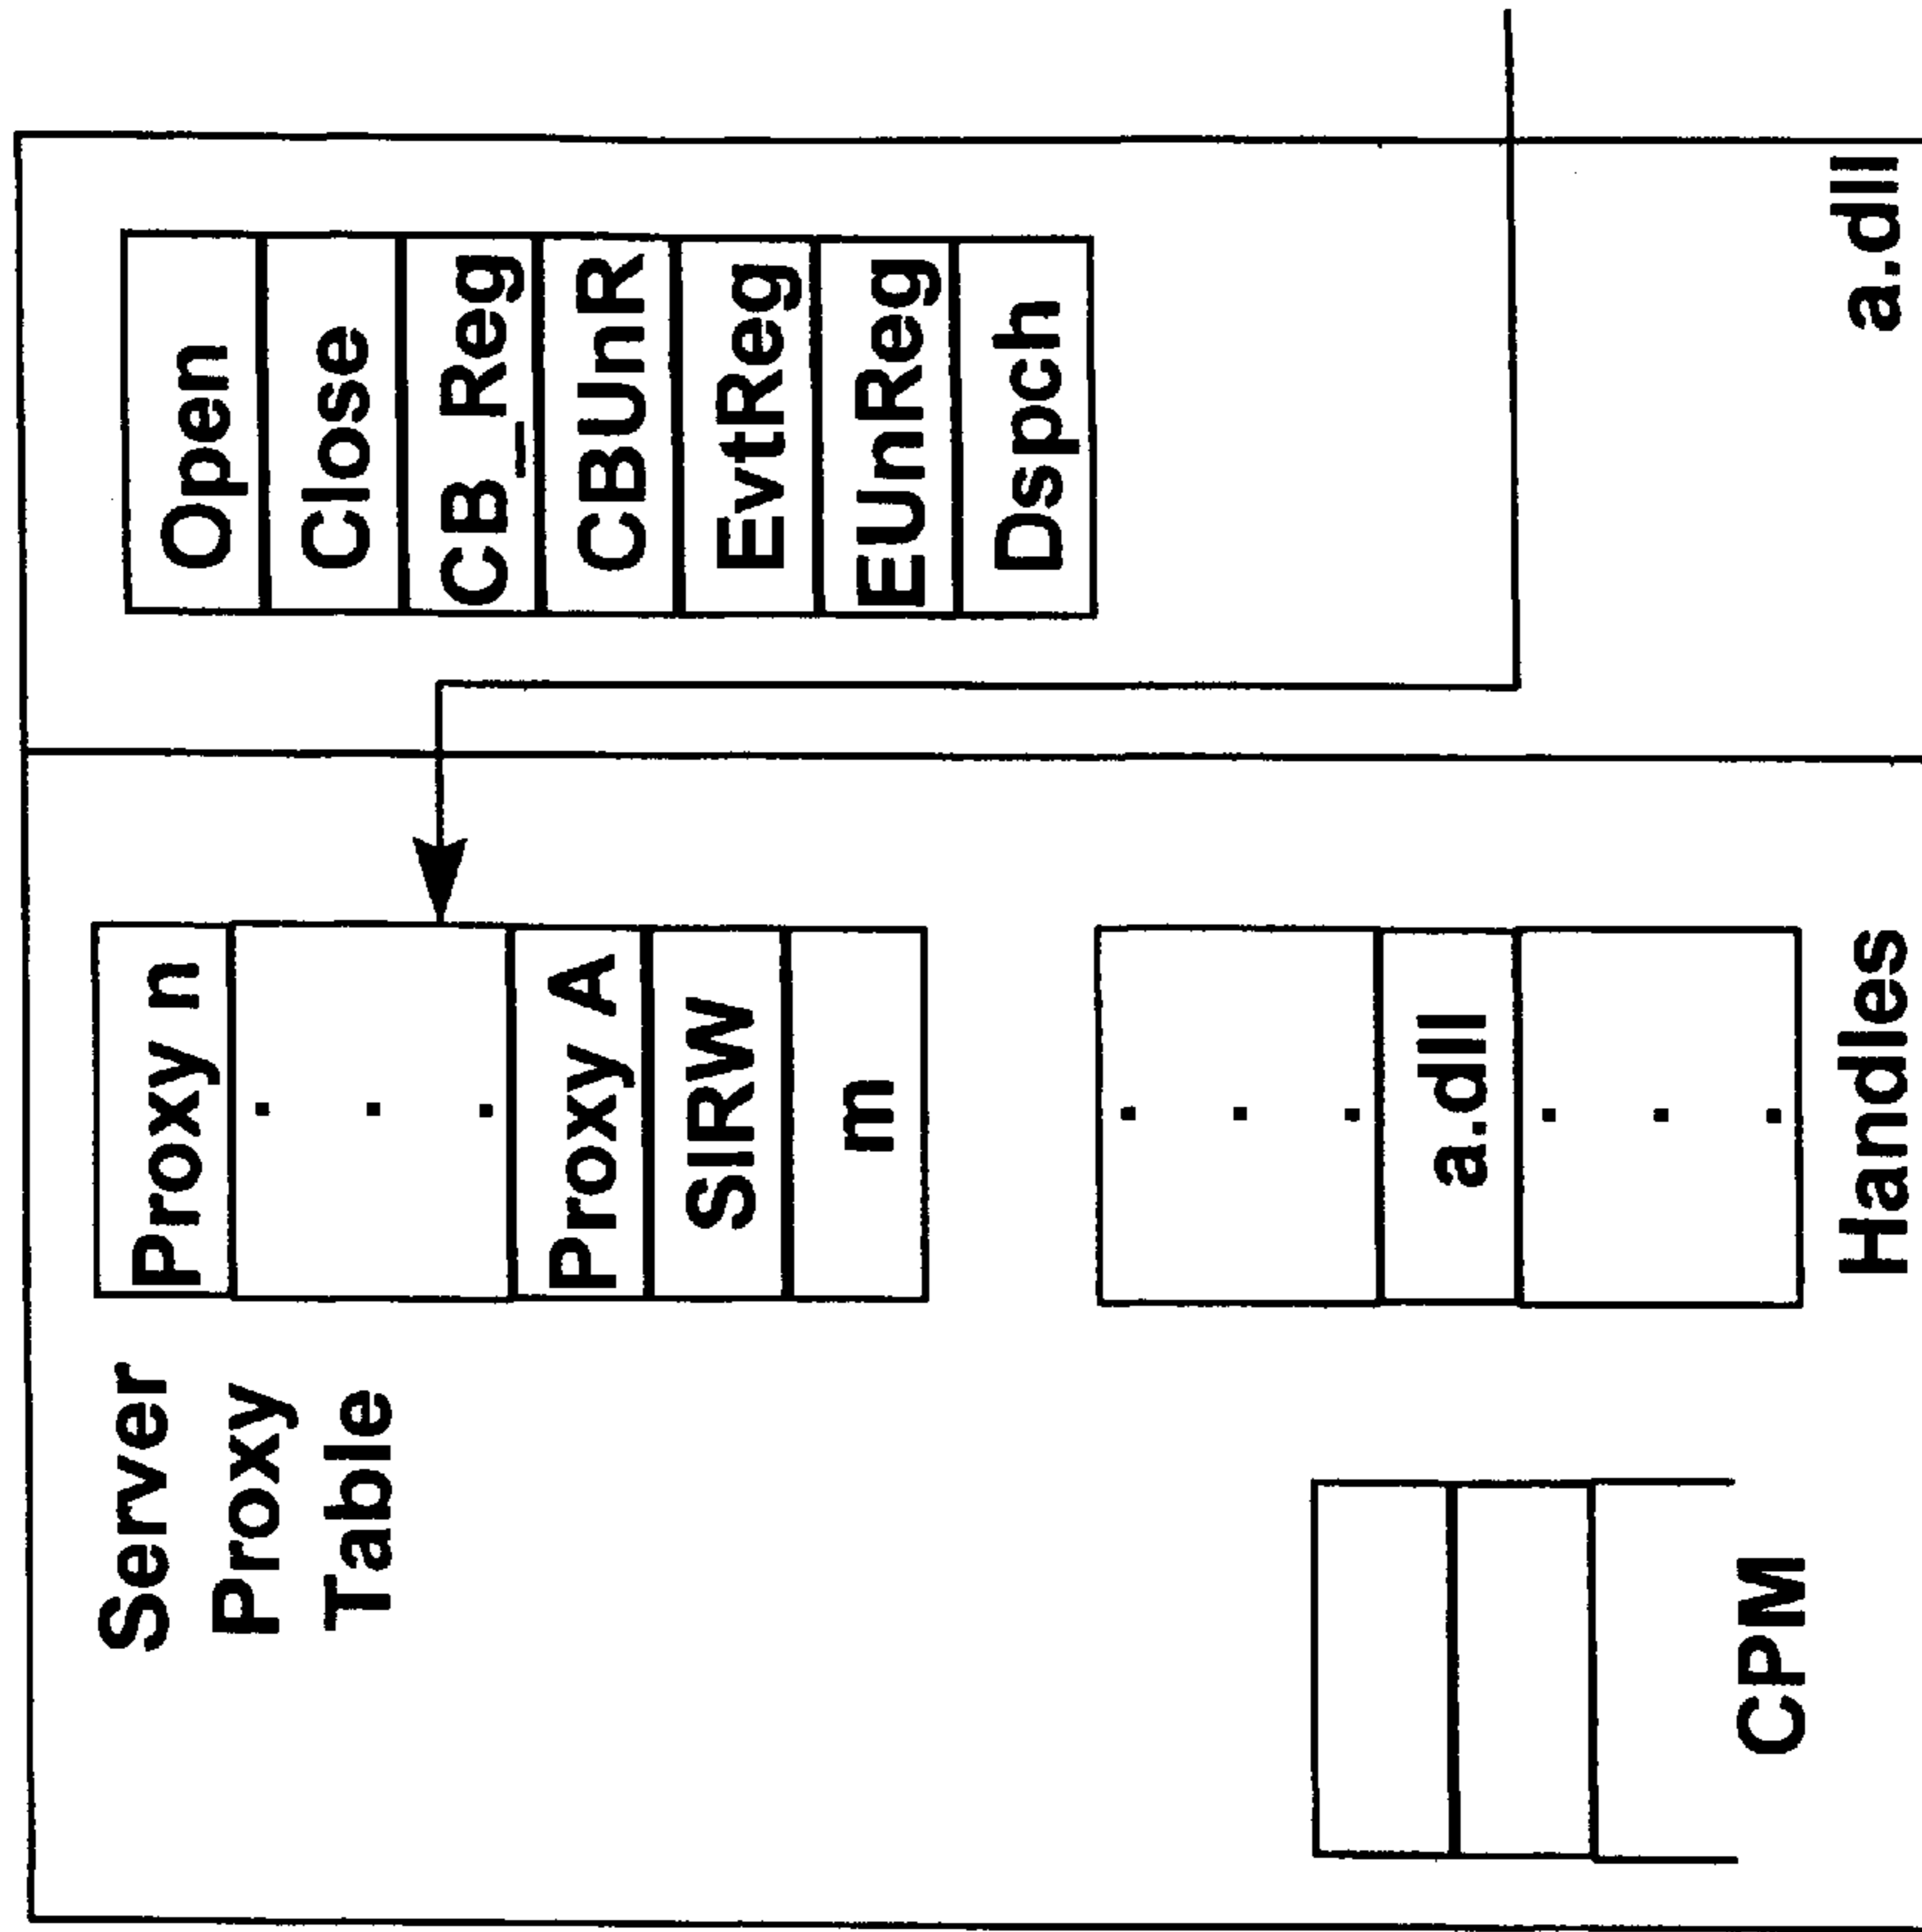 Server
Proxy
Table
Proxy n
.
.
.
Proxy A
SIRW
m
.
.
.
a.dll
.
.
.
Handles
CPM
Open
Close
CB_Reg
CBUnR
EvtReg
EUnReg
Dspch
a.dll